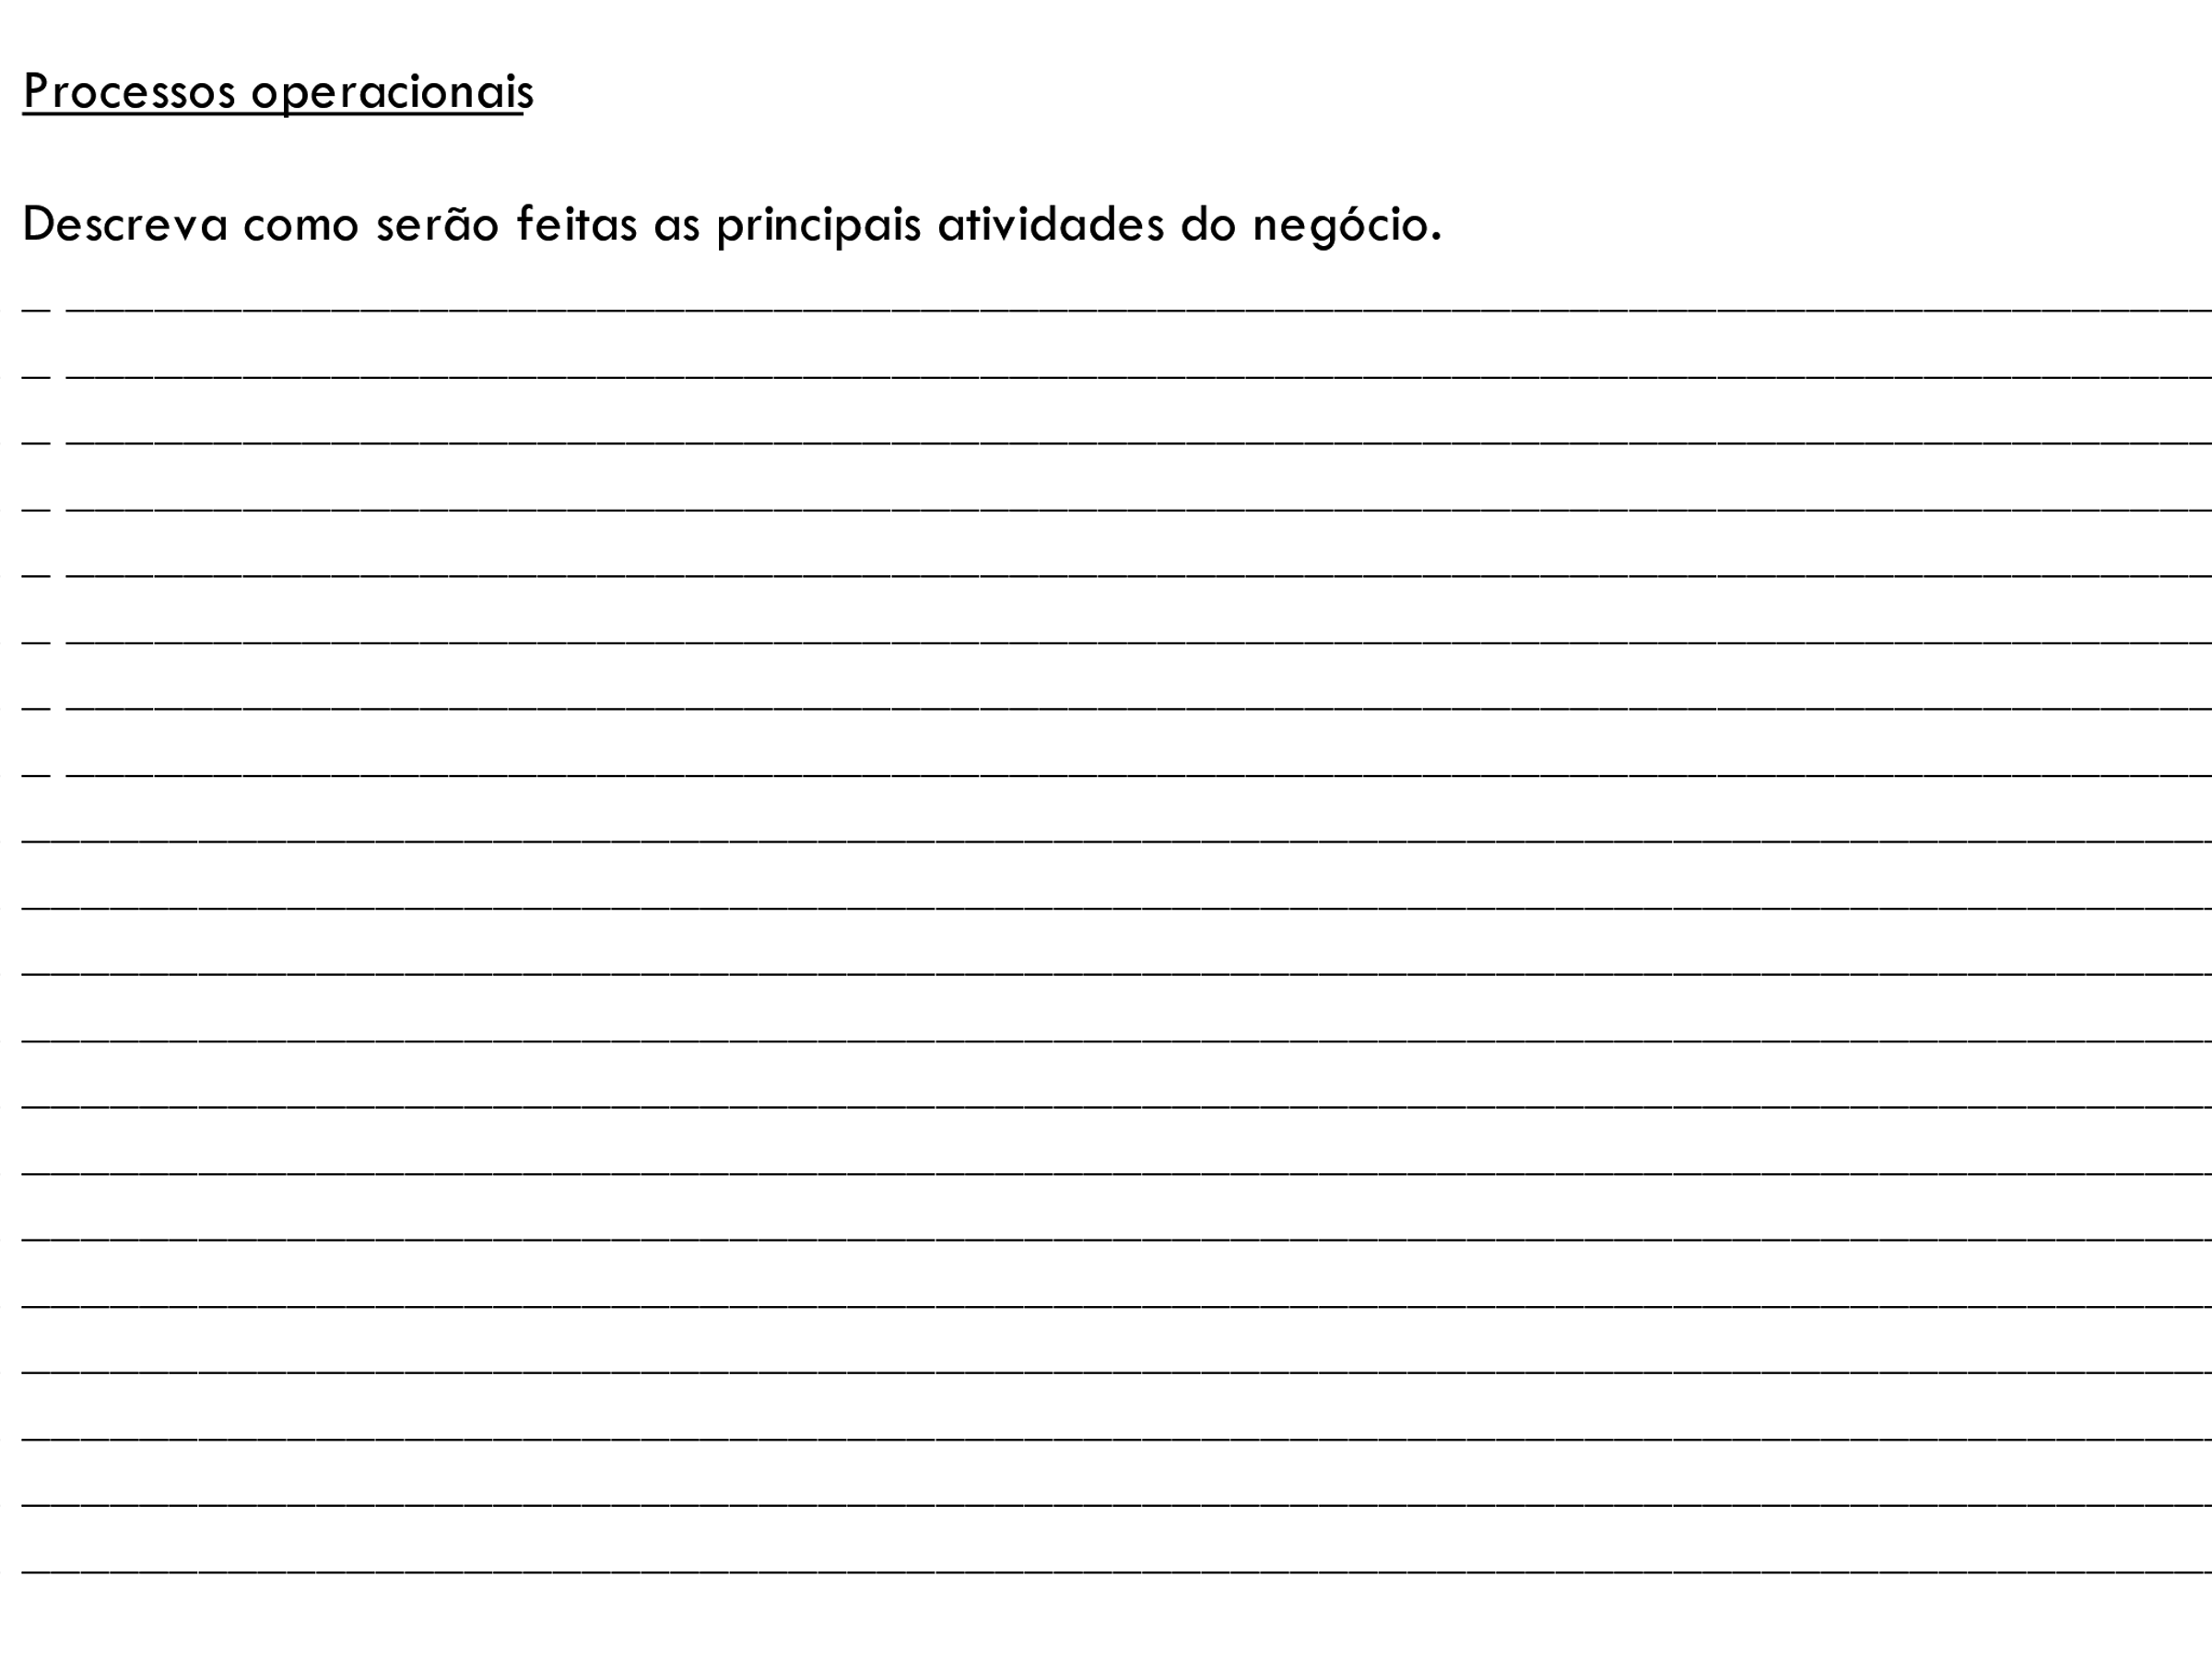 Processos operacionais
Descreva como serão feitas as principais atividades do negócio.